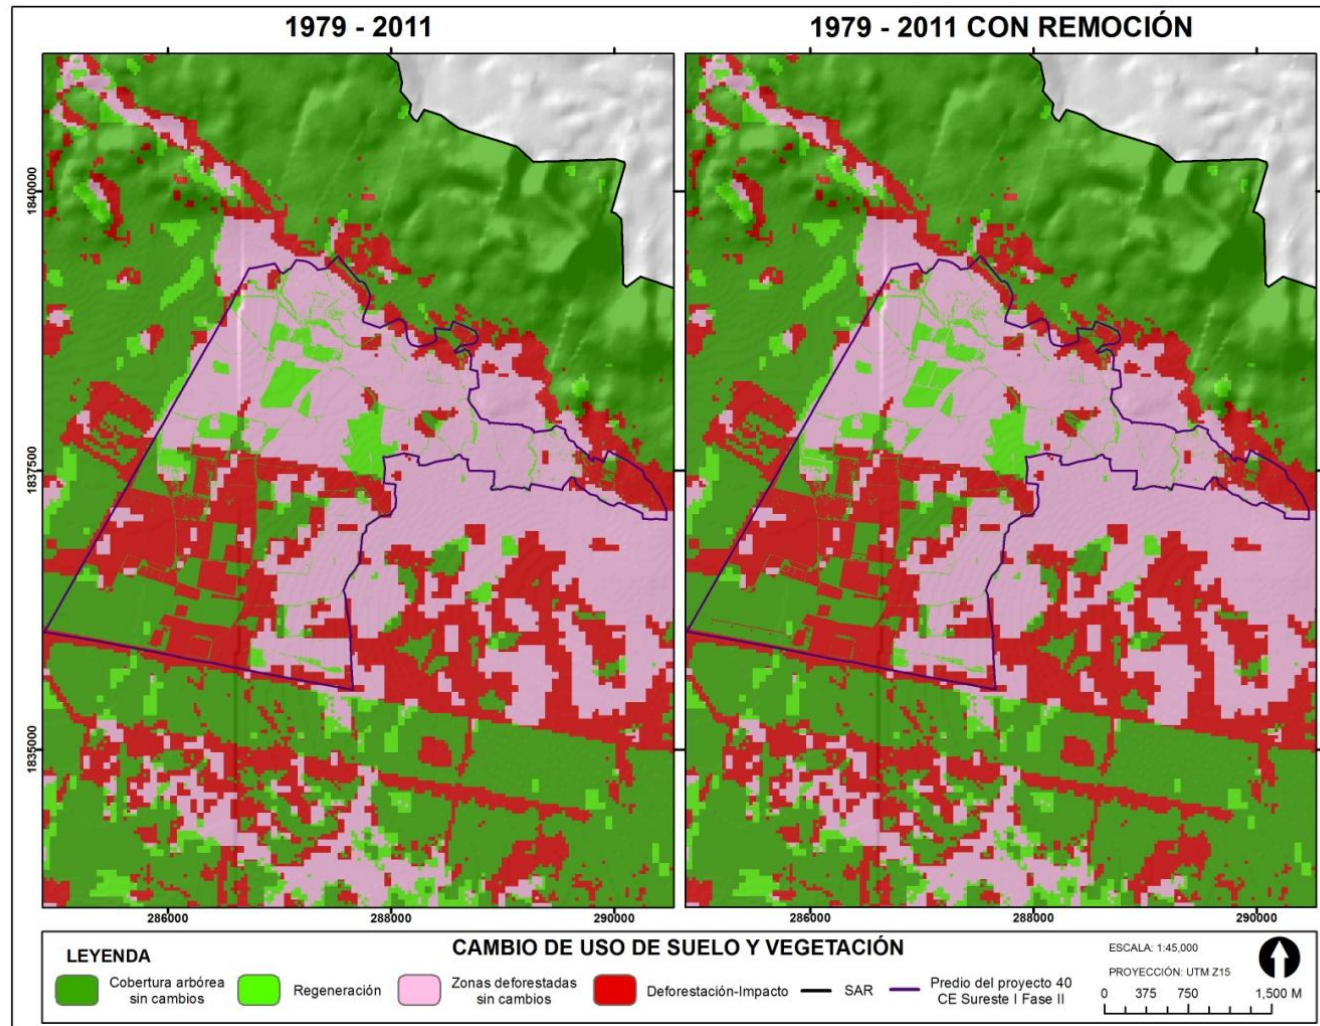 1979 - 2011
1979 - 2011 CON REMOCIÓN
1840000
1837500
1835000
286000
288000
290000
286000
288000
290000
LEYENDA
CAMBIO DE USO DE SUELO Y VEGETACIÓN
Cobertura arbórea
sin cambios
Regeneración
Zonas deforestadas
sin cambios
Deforestación-Impacto
SAR
Predio del proyecto 40
CE Sureste I Fase II
ESCALA: 1:45,000
PROYECCIÓN: UTM Z15
0 375 750 1,500 M